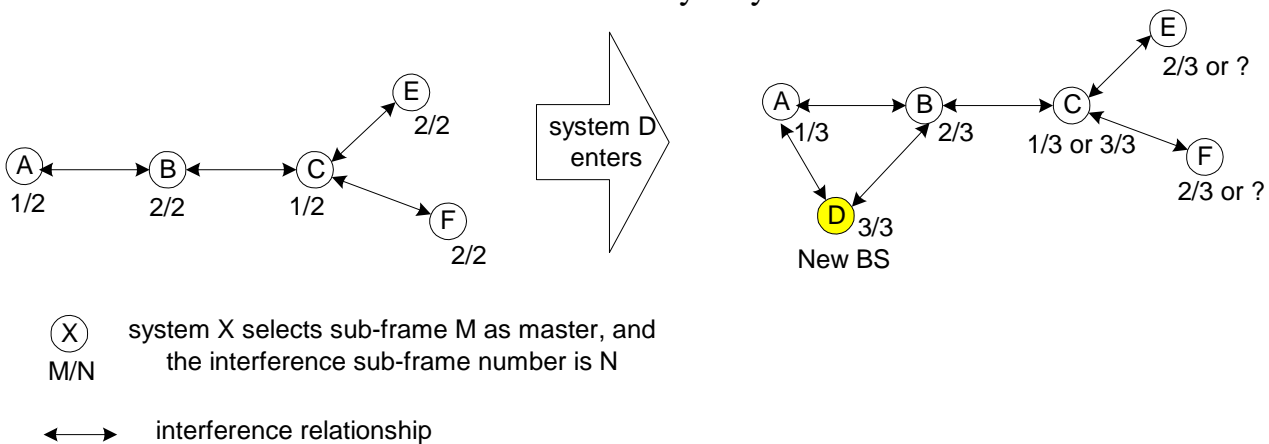 E
2/2
A
1/2
B
2/2
C
1/2
F
2/2
system D
enters
E
2/3 or ?
A
1/3
B
2/3
C
1/3 or 3/3
F
2/3 or ?
D
3/3
New BS
X
M/N
system X selects sub-frame M as master, and
the interference sub-frame number is N
interference relationship